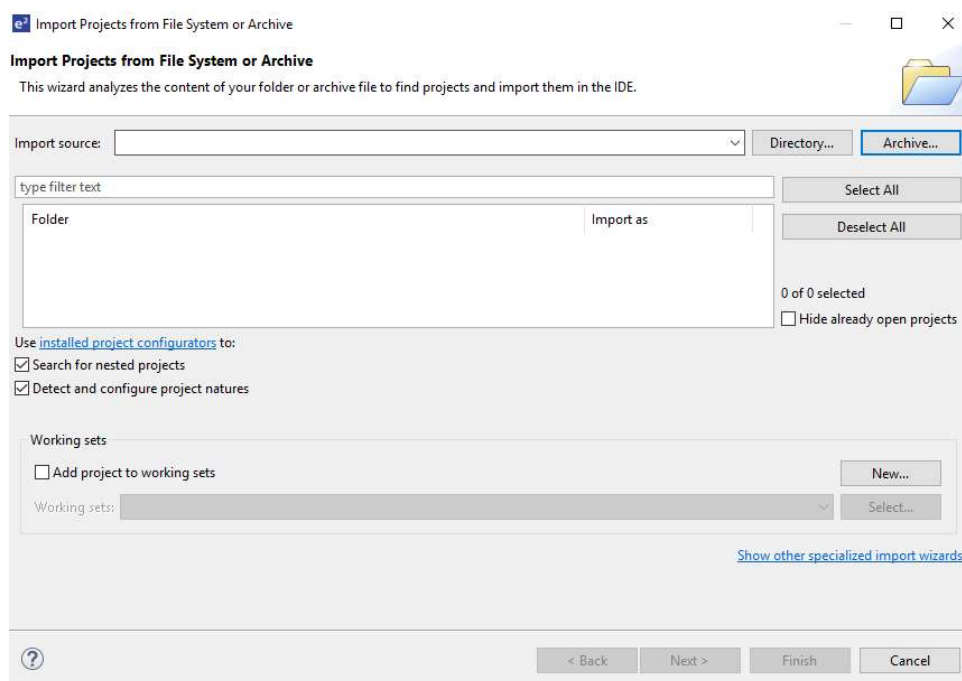 e² Import Projects from File System or Archive
Import Projects from File System or Archive
This wizard analyzes the content of your folder or archive file to find projects and import them in the IDE.
Import source: Directory... Archive...
type filter text Select All
Folder Import as
Deselect All
0 of 0 selected
Hide already open projects
Use installed project configurators to:
Search for nested projects
Detect and configure project natures
Working sets
Add project to working sets New...
Working sets: Select...
Show other specialized import wizards
? < Back Next > Finish Cancel